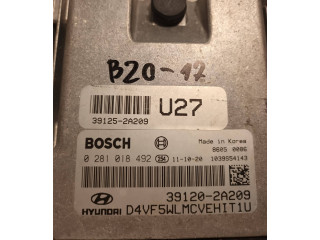 B20-17
U27
39125-2A209
BOSCH
Made in Korea
0 281 018 492 11-10-20 1039S54143
39120-2A209
HYUNDAI D4VF5WLMCVEHIT1U